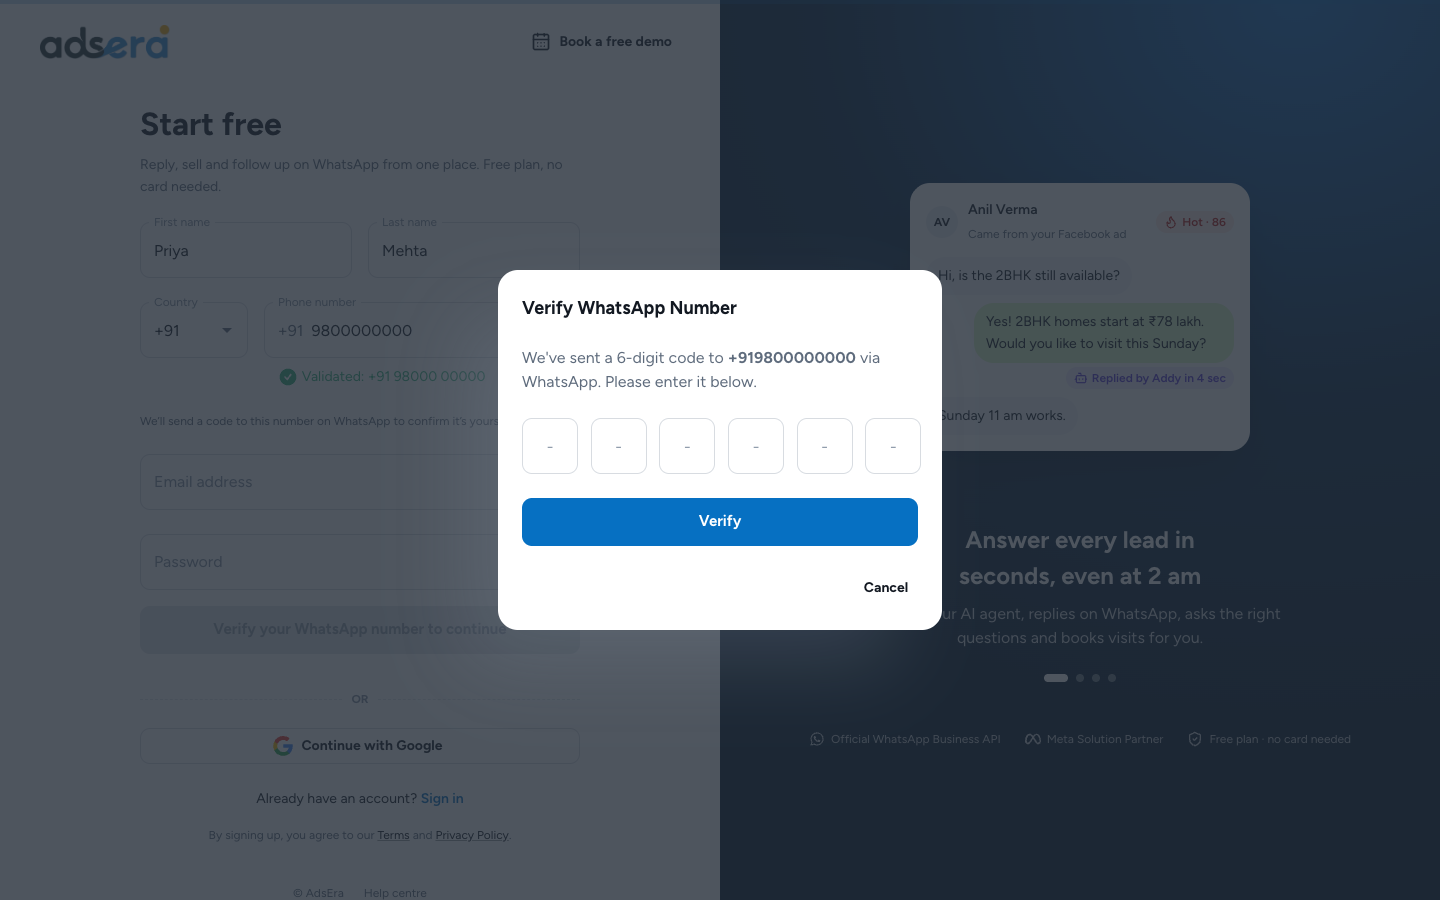 adsera
Book a free demo
Start free
Reply, sell and follow up on WhatsApp from one place. Free plan, no
card needed.
First name
Priya
Last name
Mehta
Country
+91
Phone number
+91 9800000000
Validated: +91 98000 00000
We'll send a code to this number on WhatsApp to confirm it's yours
Email address
Password
Verify your WhatsApp number to continue
OR
Continue with Google
Already have an account? Sign in
By signing up, you agree to our Terms and Privacy Policy
© AdsEra
Help centre
Verify WhatsApp Number
We've sent a 6-digit code to +919800000000 via
WhatsApp. Please enter it below.
- - - - - -
Verify
Cancel
AV
Anil Verma
Came from your Facebook ad
Hot · 86
Hi, is the 2BHK still available?
Yes! 2BHK homes start at ₹78 lakh.
Would you like to visit this Sunday?
Replied by Addy in 4 sec
Sunday 11 am works.
Answer every lead in
seconds, even at 2 am
AI agent, replies on WhatsApp, asks the right
questions and books visits for you.
Official WhatsApp Business API
Meta Solution Partner
Free plan · no card needed